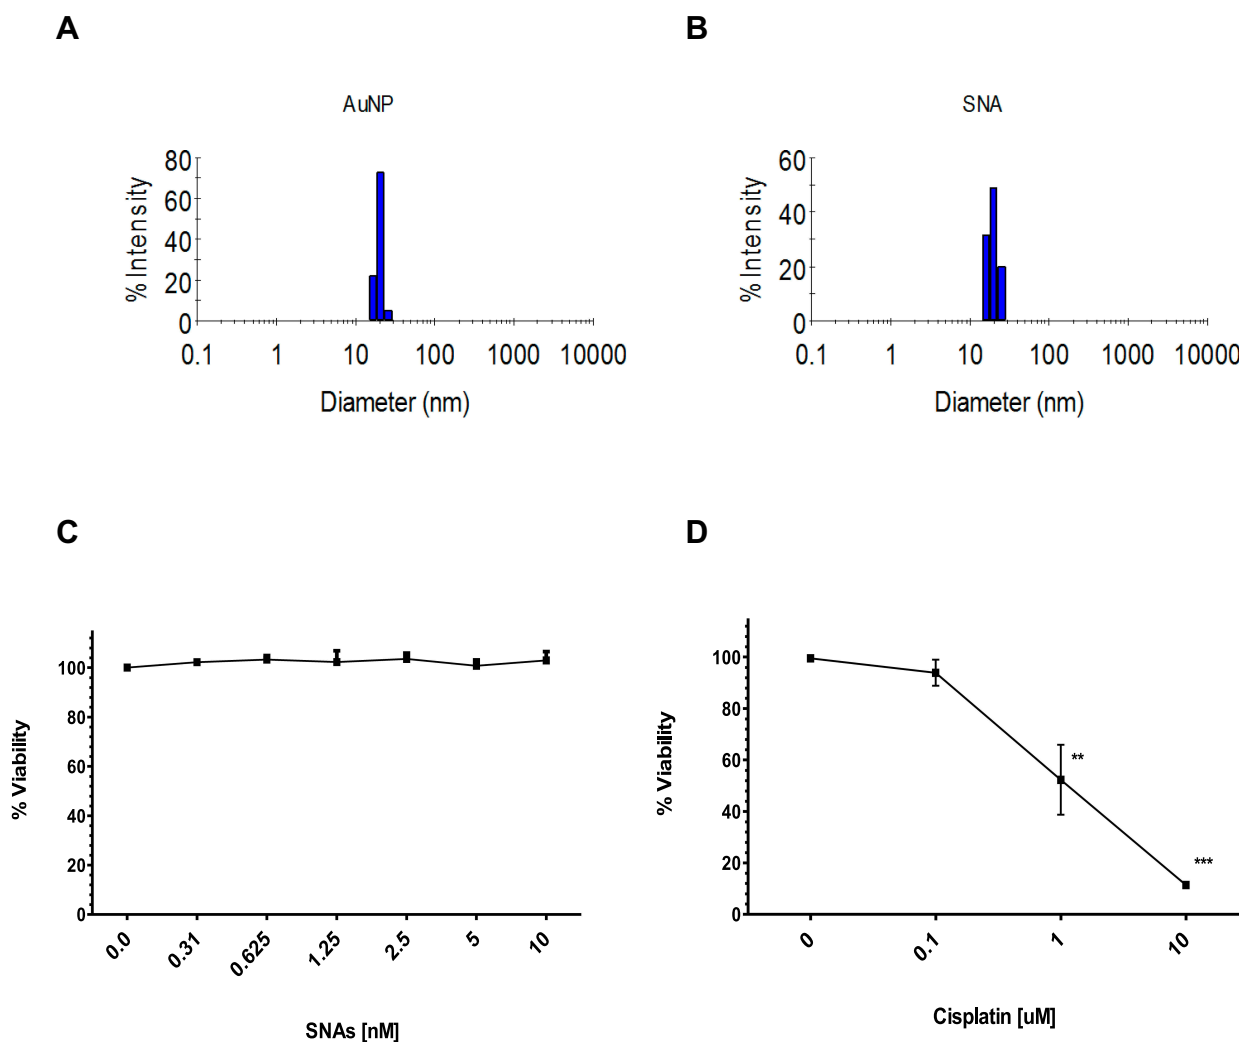 A
AuNP
% Intensity
80
60
40
20
0
0.1 1 10 100 1000 10000
Diameter (nm)
B
SNA
% Intensity
60
40
20
0
0.1 1 10 100 1000 10000
Diameter (nm)
C
% Viability
100
80
60
40
20
0
0.0 0.31 0.625 1.25 2.5 5 10
SNAs [nM]
D
% Viability
100
80
60
40
20
0
**
***
0 0.1 1 10
Cisplatin [uM]